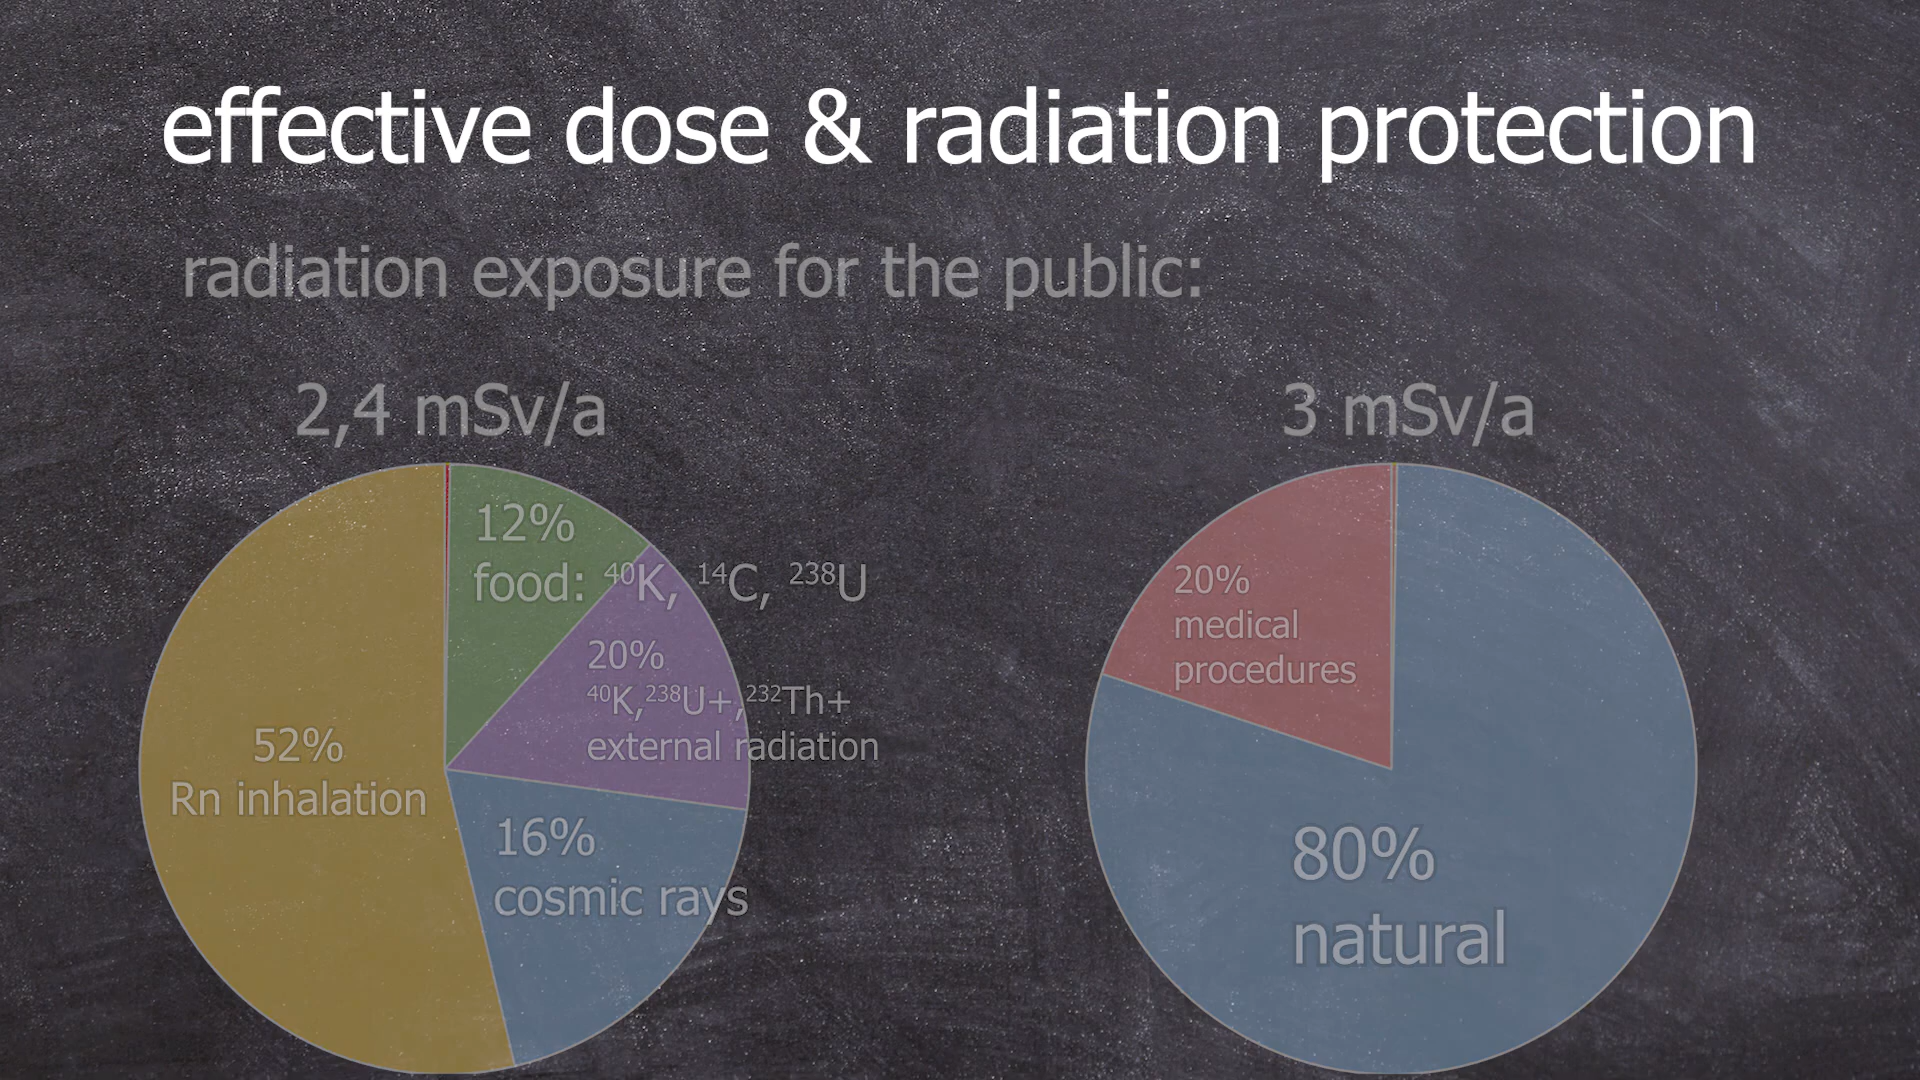 effective dose & radiation protection
radiation exposure for the public:
2,4 mSv/a
12%
food: ⁴⁰K, ¹⁴C, ²³⁸U
20%
⁴⁰K,²³⁸U+,²³²Th+
external radiation
52%
Rn inhalation
16%
cosmic rays
3 mSv/a
20%
medical
procedures
80%
natural